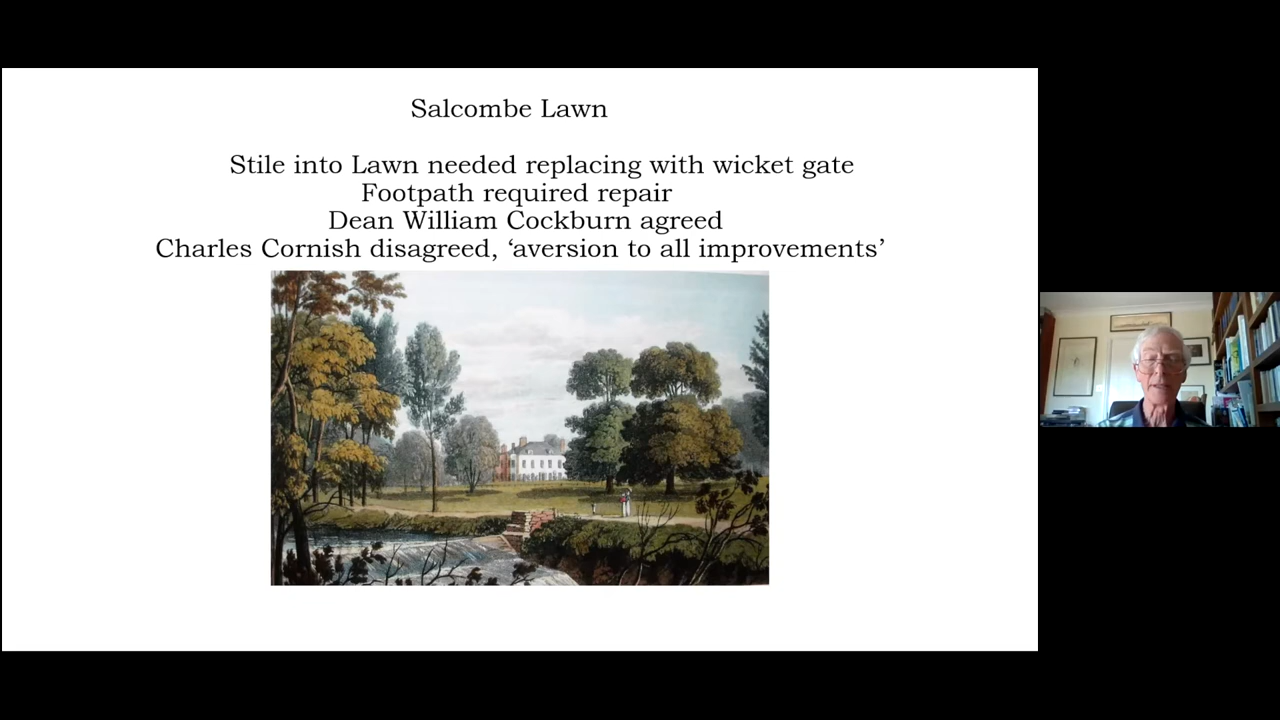 Salcombe Lawn
Stile into Lawn needed replacing with wicket gate
Footpath required repair
Dean William Cockburn agreed
Charles Cornish disagreed, ‘aversion to all improvements’